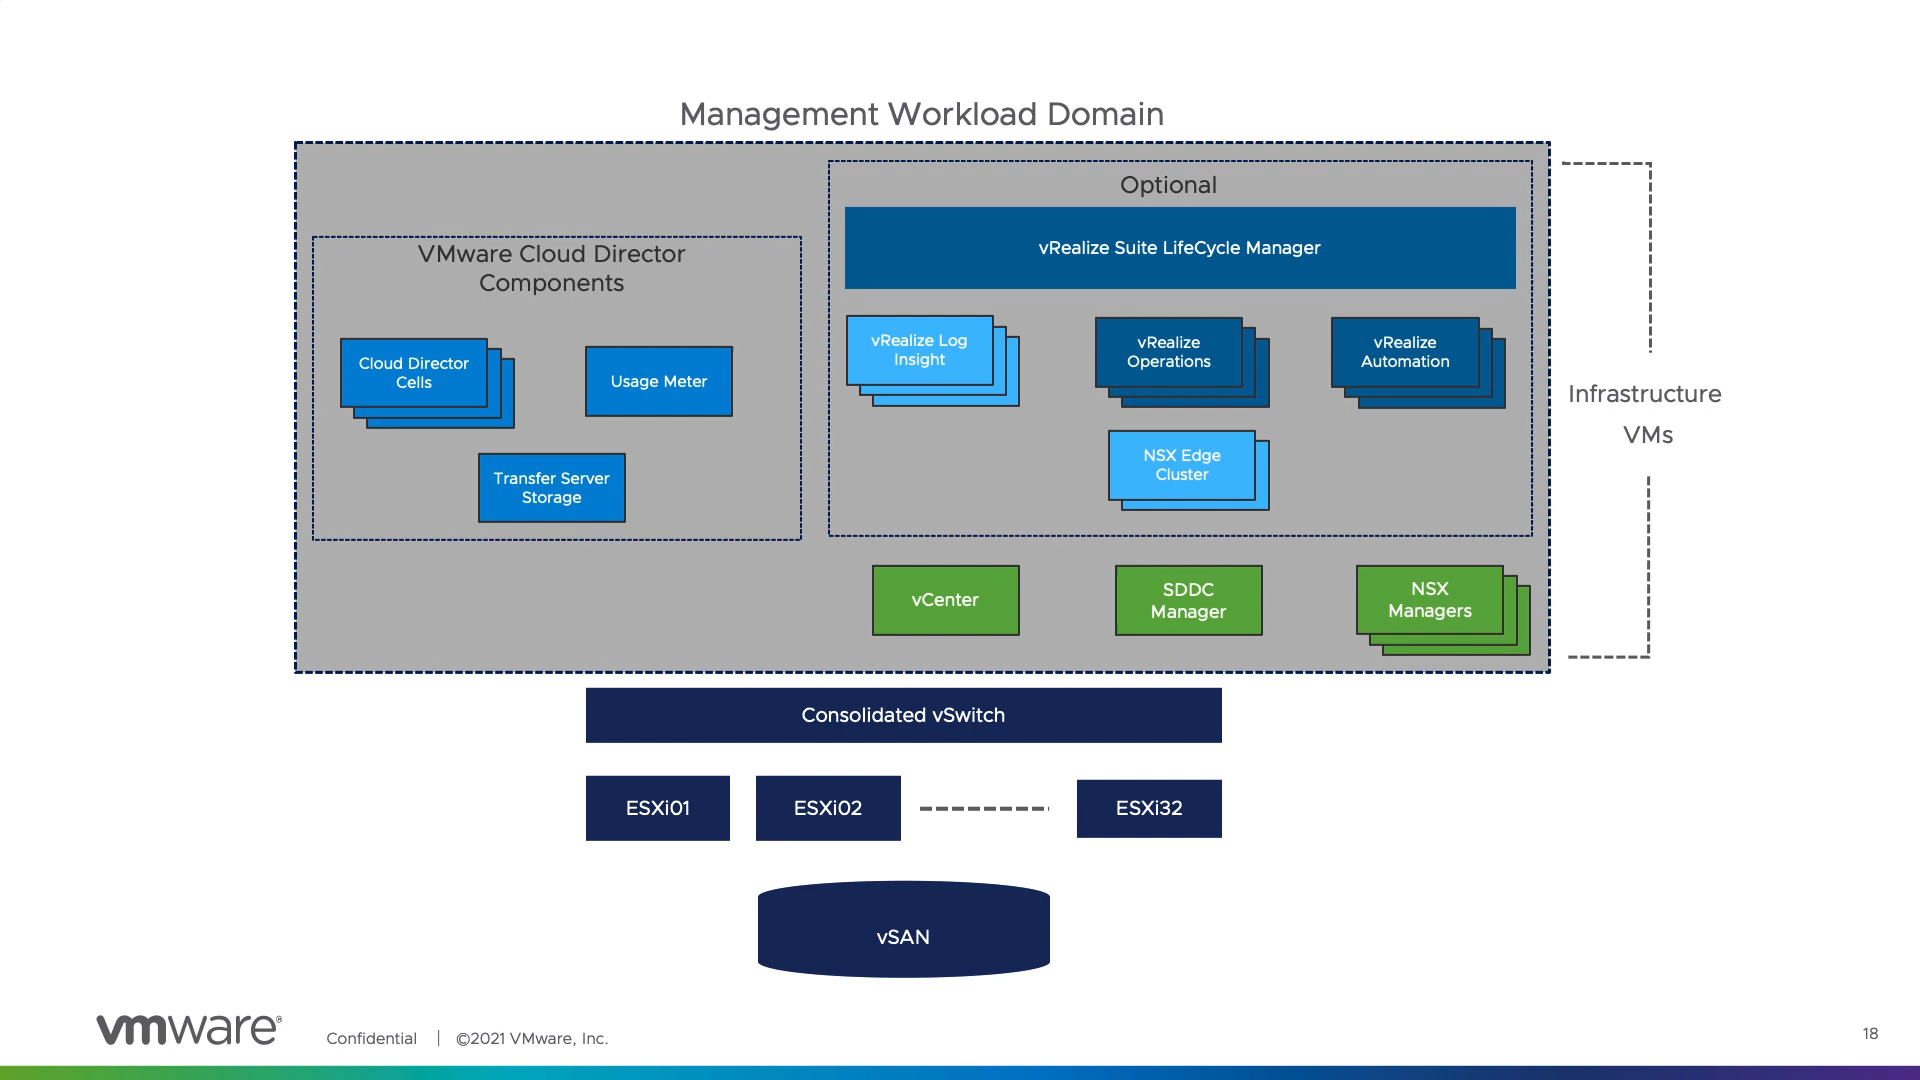 Management Workload Domain
Optional
vRealize Suite LifeCycle Manager
VMware Cloud Director
Components
Cloud Director
Cells
Usage Meter
Transfer Server
Storage
vRealize Log
Insight
vRealize
Operations
vRealize
Automation
NSX Edge
Cluster
Infrastructure
VMs
vCenter
SDDC
Manager
NSX
Managers
Consolidated vSwitch
ESXi01
ESXi02
ESXi32
vSAN
vmware®
Confidential | ©2021 VMware, Inc.
18